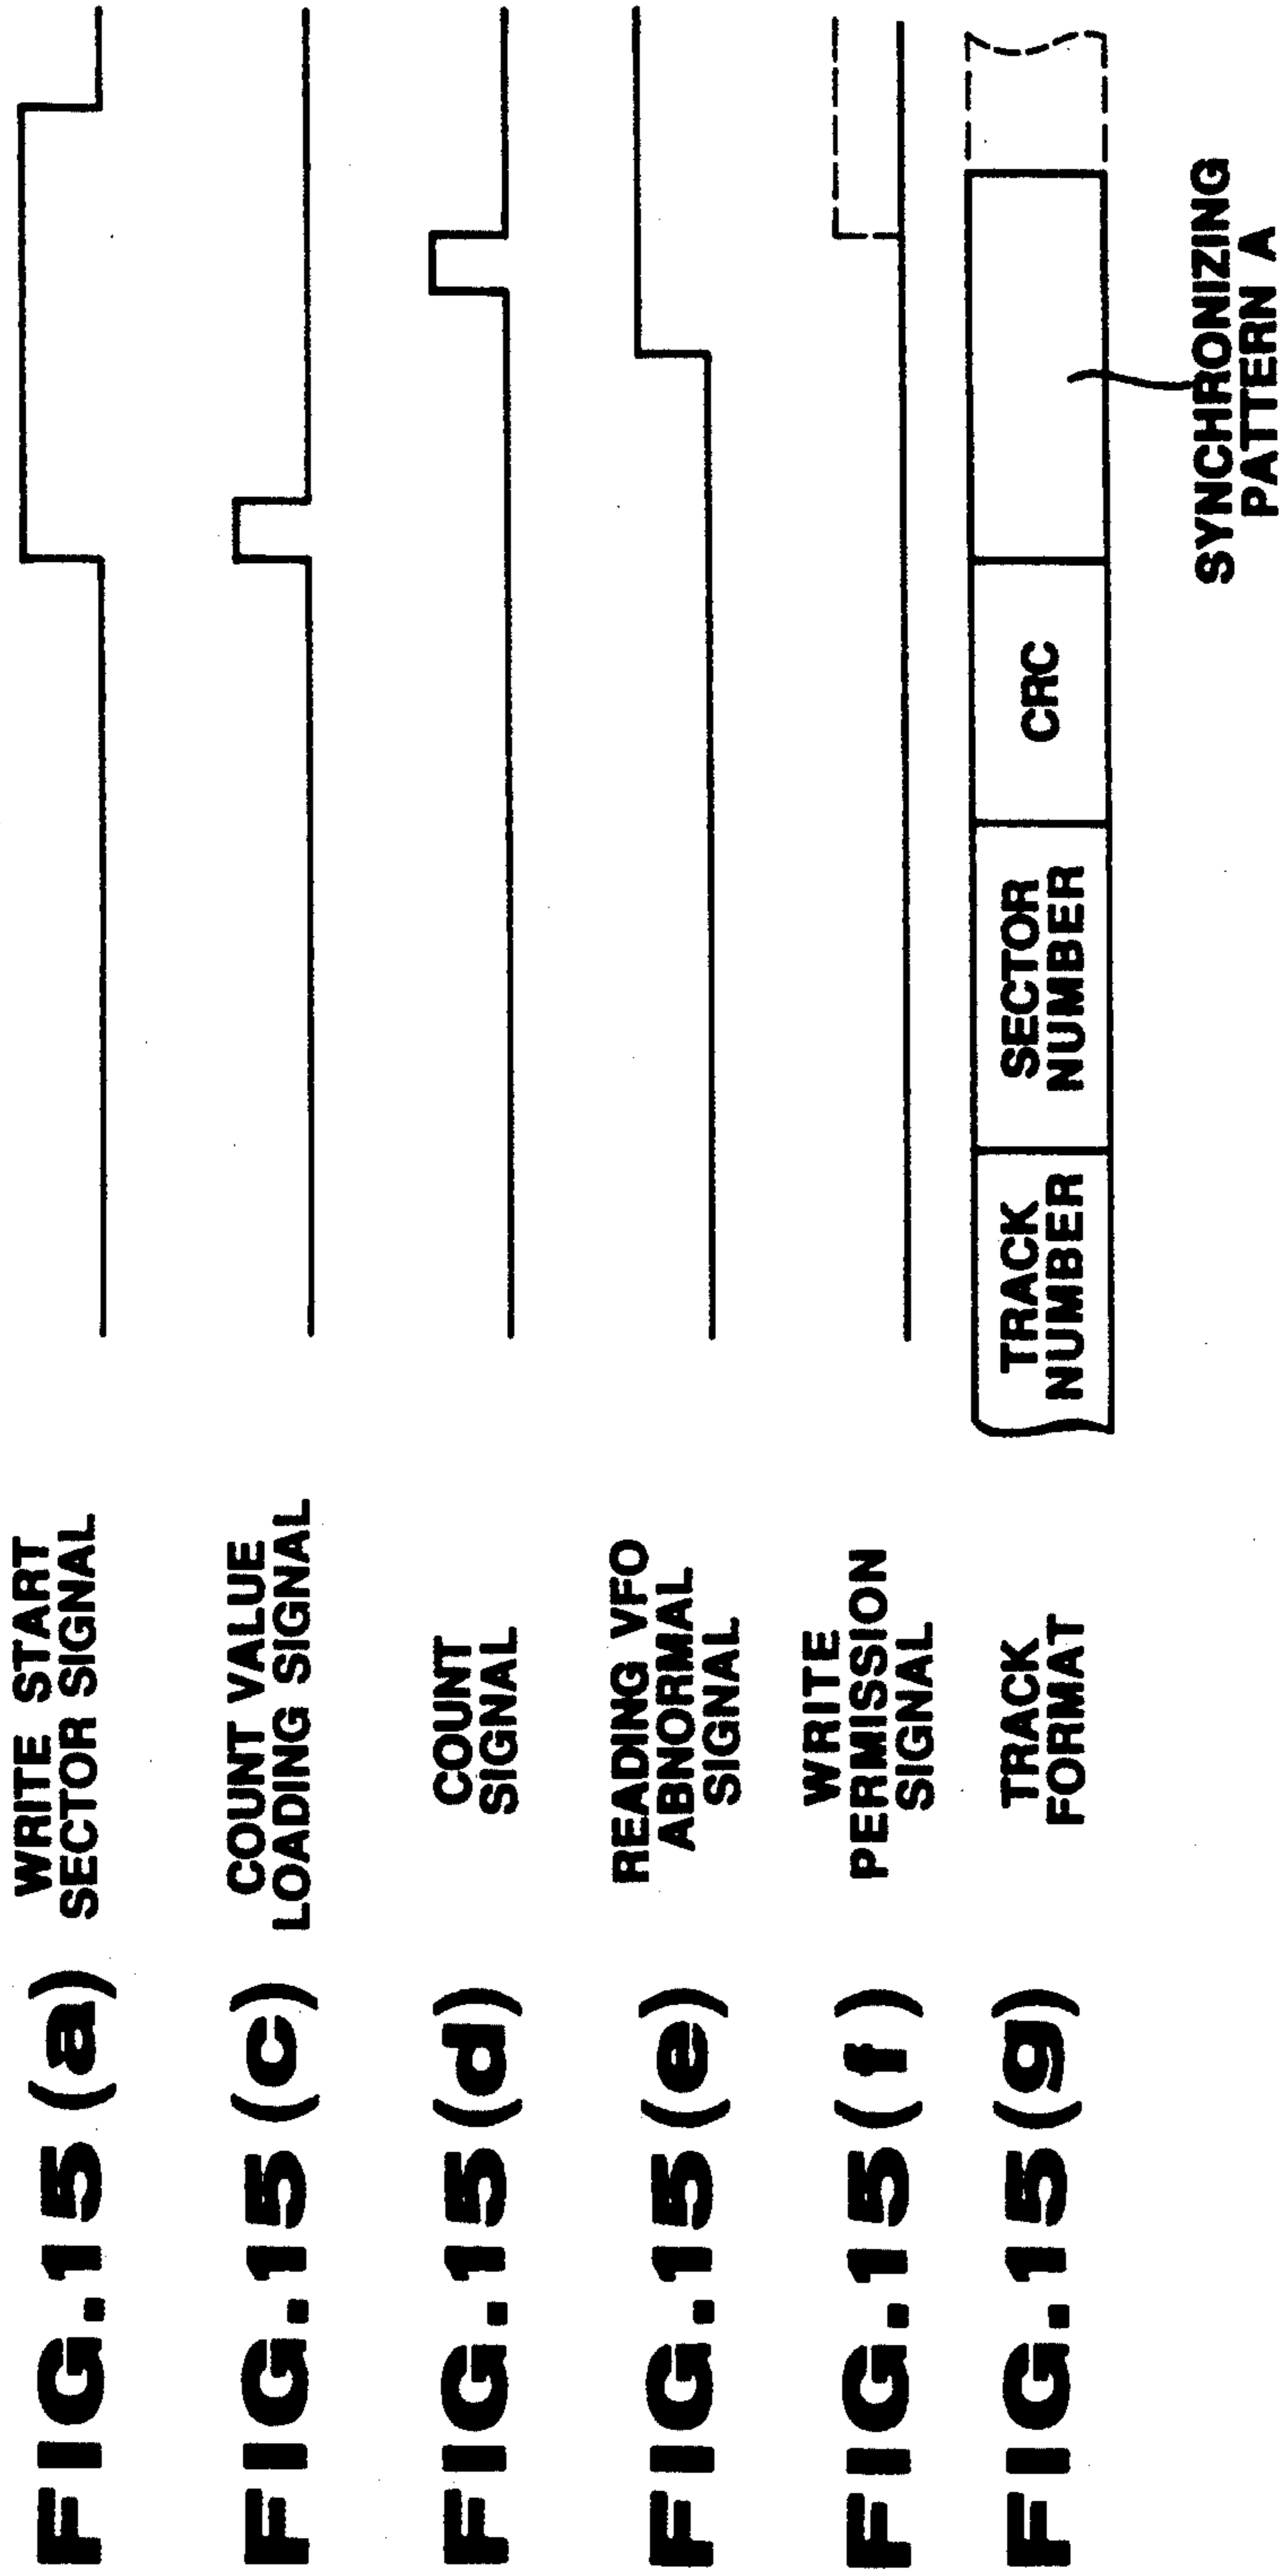 FIG.15 (a)
WRITE START
SECTOR SIGNAL
FIG.15 (c)
COUNT VALUE
LOADING SIGNAL
FIG.15 (d)
COUNT
SIGNAL
FIG.15 (e)
READING VFO
ABNORMAL
SIGNAL
FIG.15 (f)
WRITE
PERMISSION
SIGNAL
FIG.15 (g)
TRACK
FORMAT
TRACK
NUMBER
SECTOR
NUMBER
CRC
SYNCHRONIZING
PATTERN A